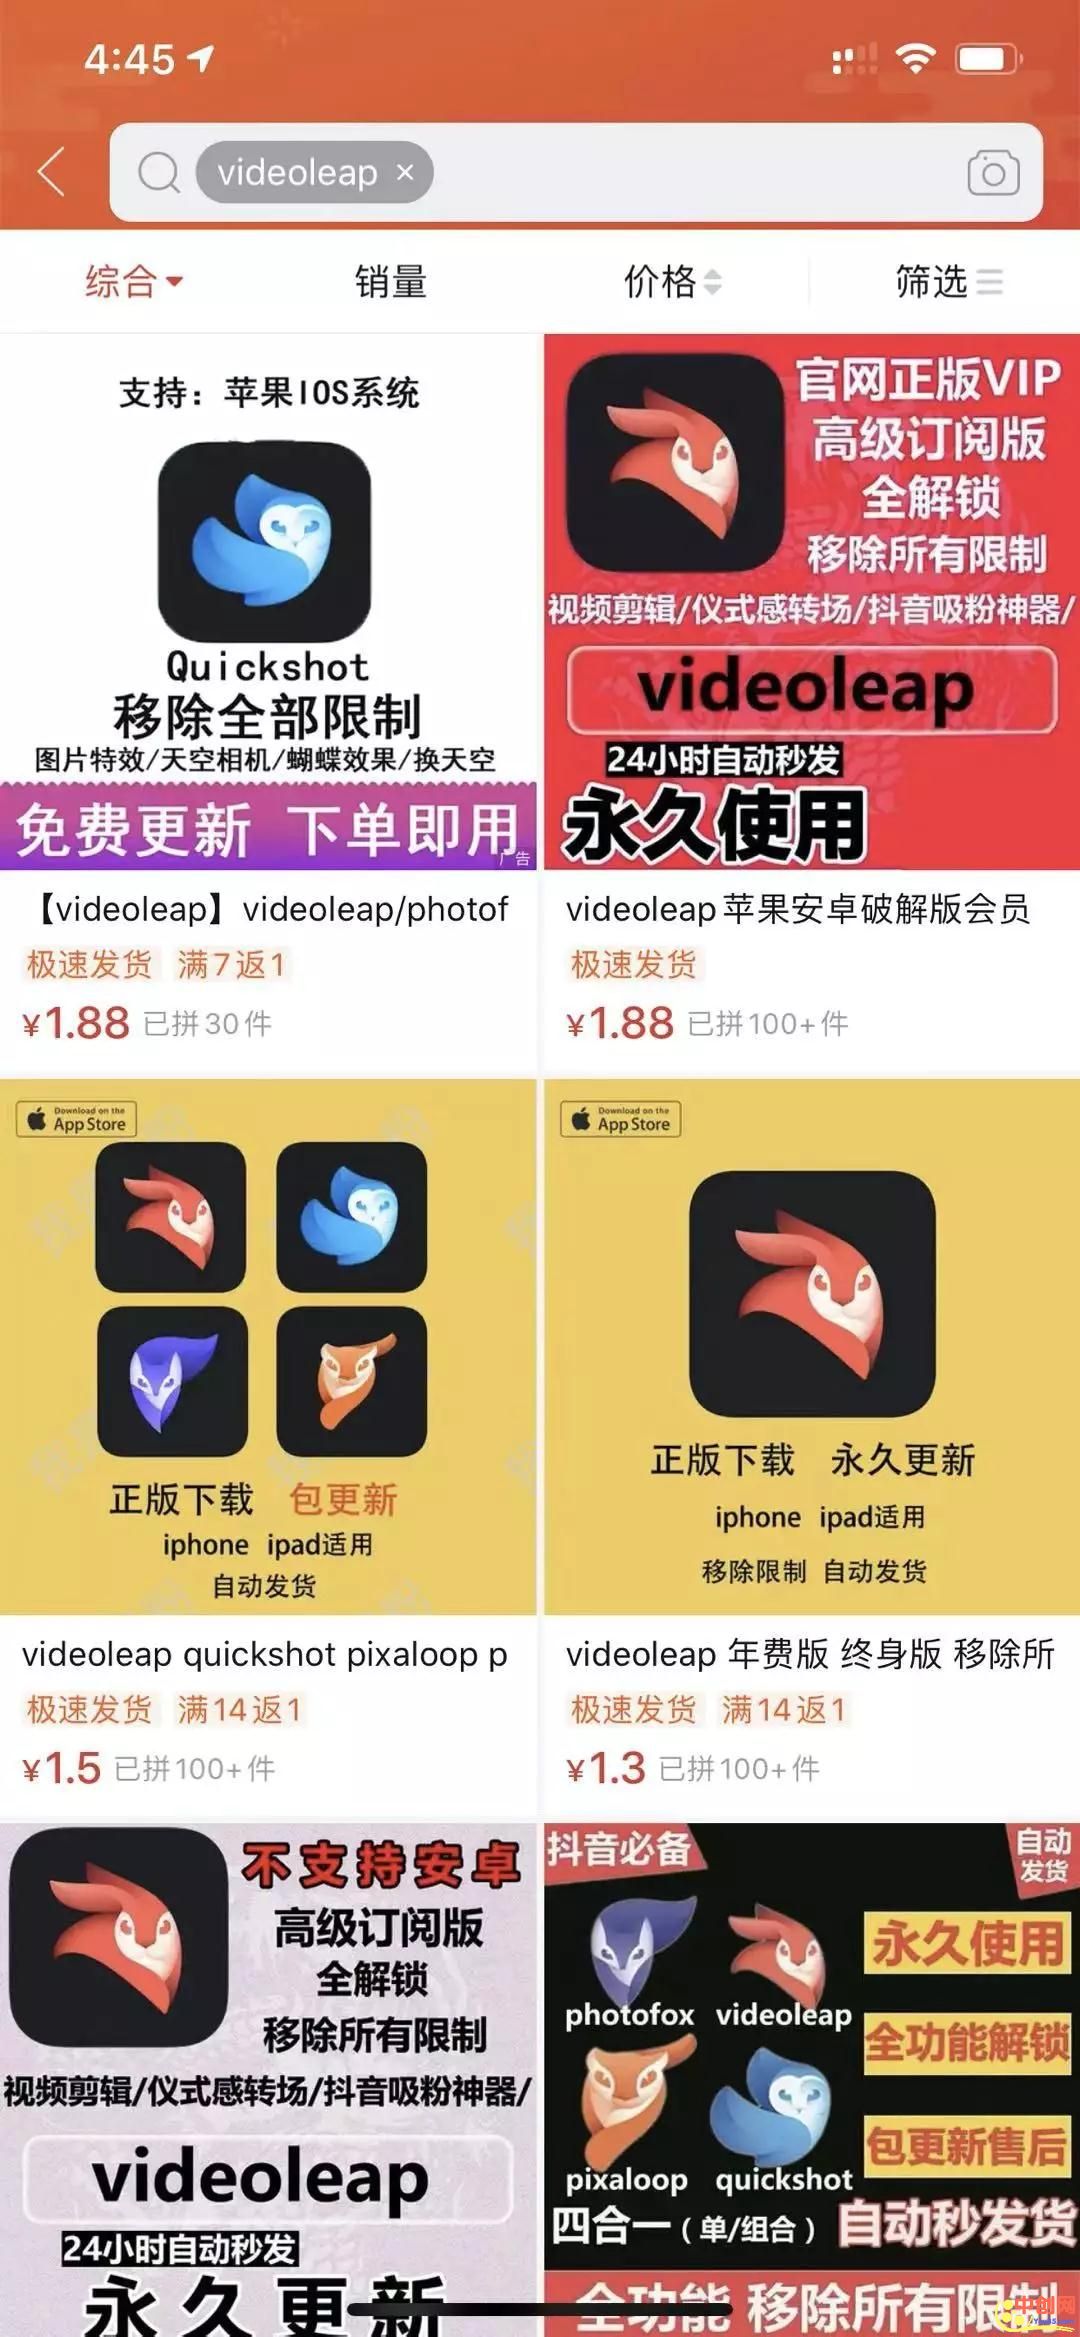 4:45
videoleap ×
综合 销量 价格 筛选
支持：苹果IOS系统
Quickshot
移除全部限制
图片特效/天空相机/蝴蝶效果/换天空
免费更新 下单即用
广告
【videoleap】videoleap/photof
极速发货 满7返1
¥1.88 已拼30件
官网正版VIP
高级订阅版
全解锁
移除所有限制
视频剪辑/仪式感转场/抖音吸粉神器/
videoleap
24小时自动秒发
永久使用
videoleap苹果安卓破解版会员
极速发货
¥1.88 已拼100+件
Download on the
App Store
正版下载 包更新
iphone ipad适用
自动发货
videoleap quickshot pixaloop p
极速发货 满14返1
¥1.5 已拼100+件
Download on the
App Store
正版下载 永久更新
iphone ipad适用
移除限制 自动发货
videoleap 年费版 终身版 移除所
极速发货 满14返1
¥1.3 已拼100+件
不支持安卓
高级订阅版
全解锁
移除所有限制
视频剪辑/仪式感转场/抖音吸粉神器/
videoleap
24小时自动秒发
永久更新
抖音必备
自动
发货
photofox videoleap
永久使用
全功能解锁
pixaloop quickshot
包更新售后
四合一（单/组合）
自动秒发货
全功能 移除所有限制
中创网